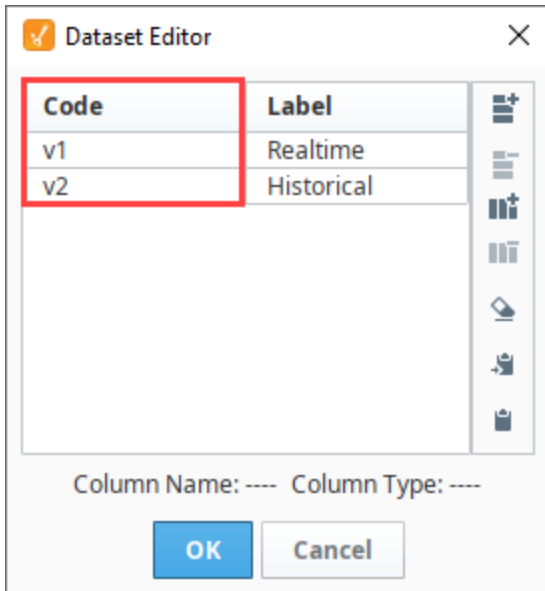 Dataset Editor
Code Label
v1 Realtime
v2 Historical
Column Name: ---- Column Type: ----
OK Cancel